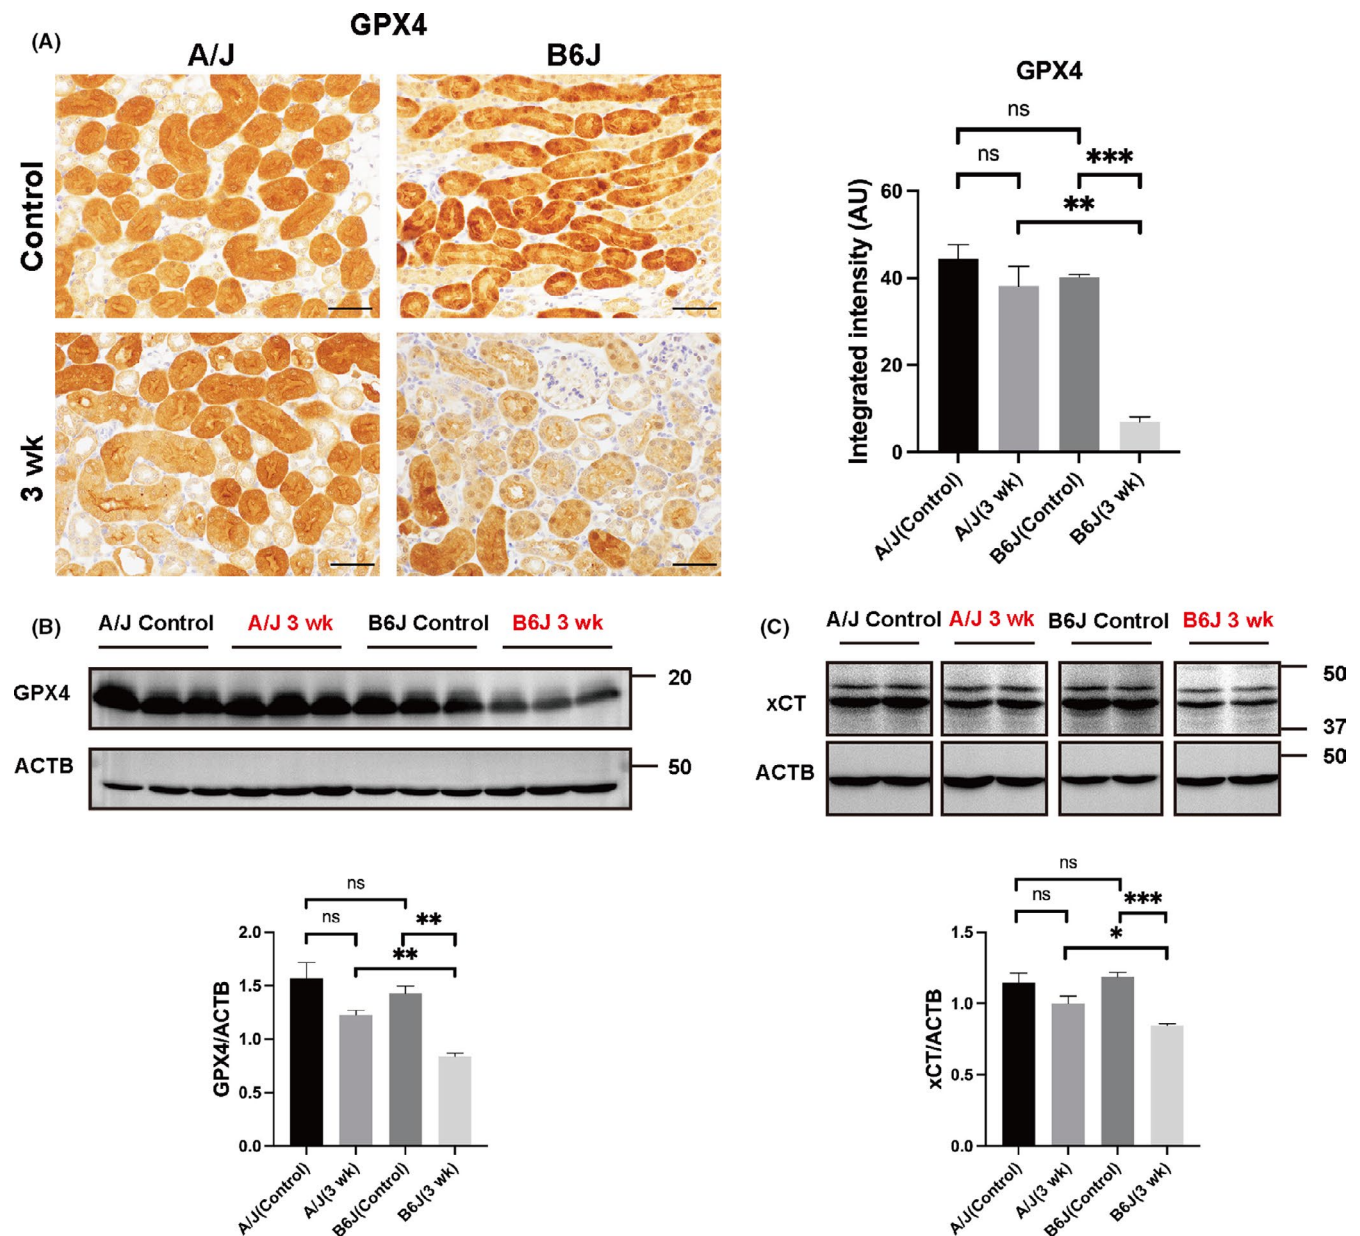 (A)
GPX4
A/J
B6J
Control
3 wk
GPX4
ns
ns
***
**
Integrated intensity (AU)
60
40
20
0
A/J(Control)
A/J(3 wk)
B6J(Control)
B6J(3 wk)
(B)
A/J Control
A/J 3 wk
B6J Control
B6J 3 wk
GPX4
20
ACTB
50
ns
ns
**
**
GPX4/ACTB
2.0
1.5
1.0
0.5
0.0
A/J(Control)
A/J(3 wk)
B6J(Control)
B6J(3 wk)
(C)
A/J Control
A/J 3 wk
B6J Control
B6J 3 wk
xCT
50
37
ACTB
50
ns
ns
***
*
xCT/ACTB
1.5
1.0
0.5
0.0
A/J(Control)
A/J(3 wk)
B6J(Control)
B6J(3 wk)